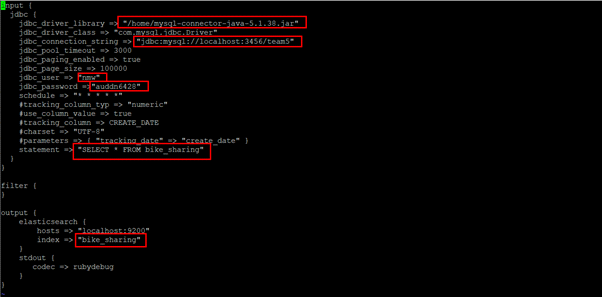 input {
jdbc {
jdbc_driver_library => "/home/mysql-connector-java-5.1.38.jar"
jdbc_driver_class => "com.mysql.jdbc.Driver"
jdbc_connection_string => "jdbc:mysql://localhost:3456/team5"
jdbc_pool_timeout => 3000
jdbc_paging_enabled => true
jdbc_page_size => 100000
jdbc_user => "nmw"
jdbc_password => "auddn6428"
schedule => "* * * * *"
#tracking_column_typ => "numeric"
#use_column_value => true
#tracking_column => CREATE_DATE
#charset => "UTF-8"
#parameters => { "tracking_date" => "create_date" }
statement => "SELECT * FROM bike_sharing"
}
}
filter {
}
output {
elasticsearch {
hosts => "localhost:9200"
index => "bike_sharing"
}
stdout {
codec => rubydebug
}
}
~